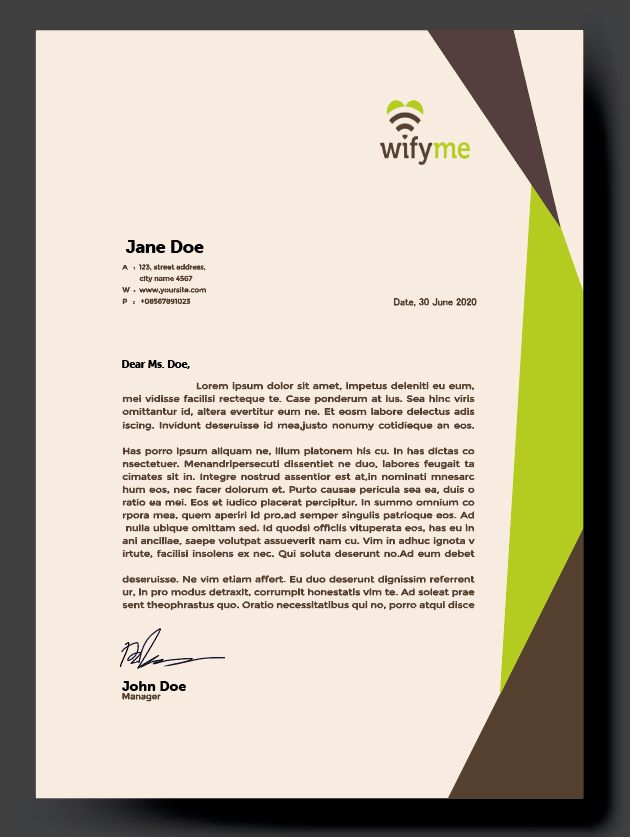 wifyme
Jane Doe
A : 123, street address,
city name 4567
W : www.yoursite.com
P : +08567891023
Date, 30 June 2020
Dear Ms. Doe,
Lorem ipsum dolor sit amet, impetus deleniti eu eum,
mei vidisse facilisi recteque te. Case ponderum at ius. Sea hinc viris
omittantur id, altera evertitur eum ne. Et eosm labore delectus adis
iscing. Invidunt deseruisse id mea,justo nonumy cotidieque an eos.
Has porro ipsum aliquam ne, illum platonem his cu. In has dictas co
nsectetuer. Menandripersecuti dissentiet ne duo, labores feugait ta
cimates sit in. Integre nostrud assentior est at,in nominati mnesarc
hum eos, nec facer dolorum et. Purto causae pericula sea ea, duis o
ratio ea mei. Eos et iudico placerat percipitur. In summo omnium co
rpora mea. quem aperiri id pro,ad semper singulis patrioque eos. Ad
nulla ubique omittam sed. Id quodsi officiis vituperata eos, has eu in
ani ancillae, saepe volutpat assueverit nam cu. Vim in adhuc ignota v
irtute, facilisi insolens ex nec. Qui soluta deserunt no.Ad eum debet
deseruisse. Ne vim etiam affert. Eu duo deserunt dignissim referrent
ur, in pro modus detraxit, corrumpit honestatis vim te. Ad soleat prae
sent theophrastus quo. Oratio necessitatibus qui no, porro atqui disce
John Doe
Manager